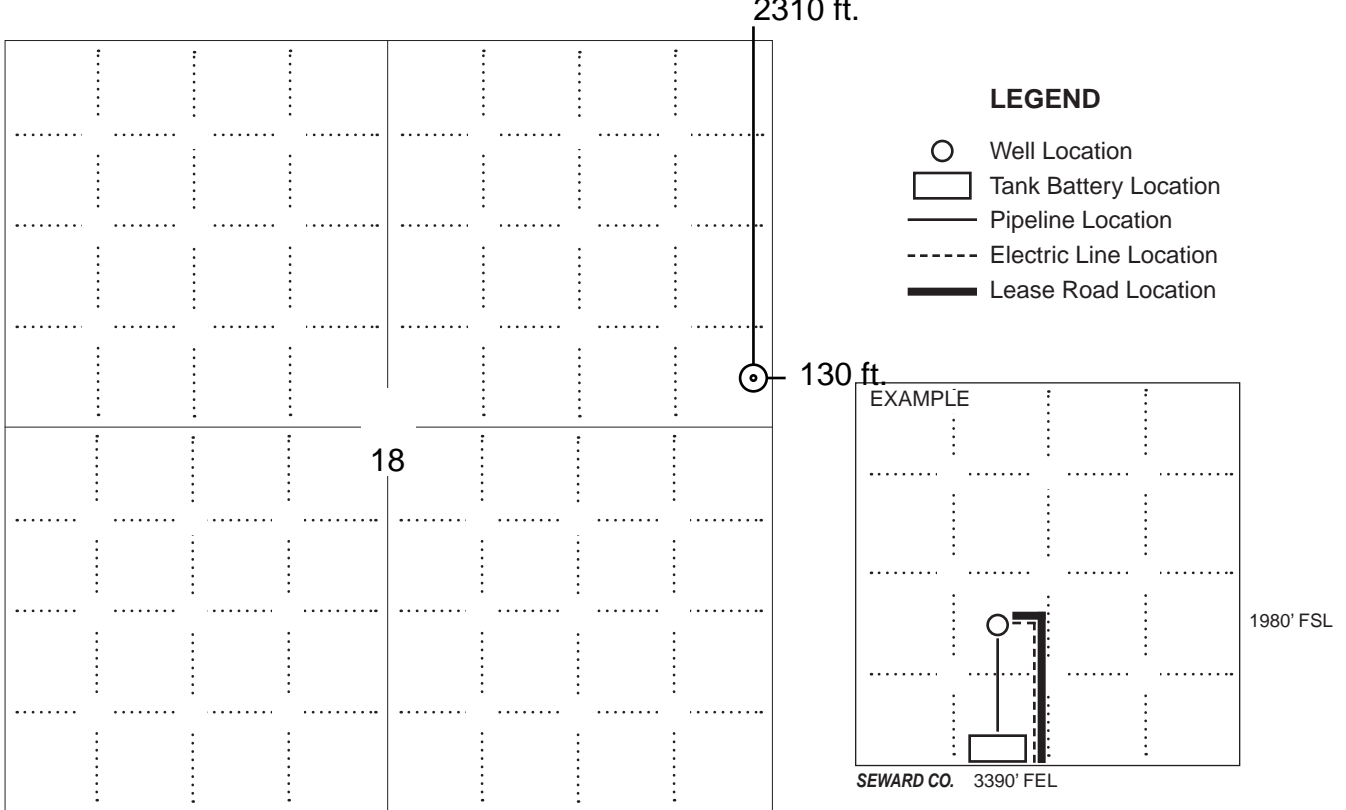 2310 ft.
LEGEND
Well Location
Tank Battery Location
Pipeline Location
Electric Line Location
Lease Road Location
130 ft.
EXAMPLE
18
1980' FSL
SEWARD CO. 3390' FEL